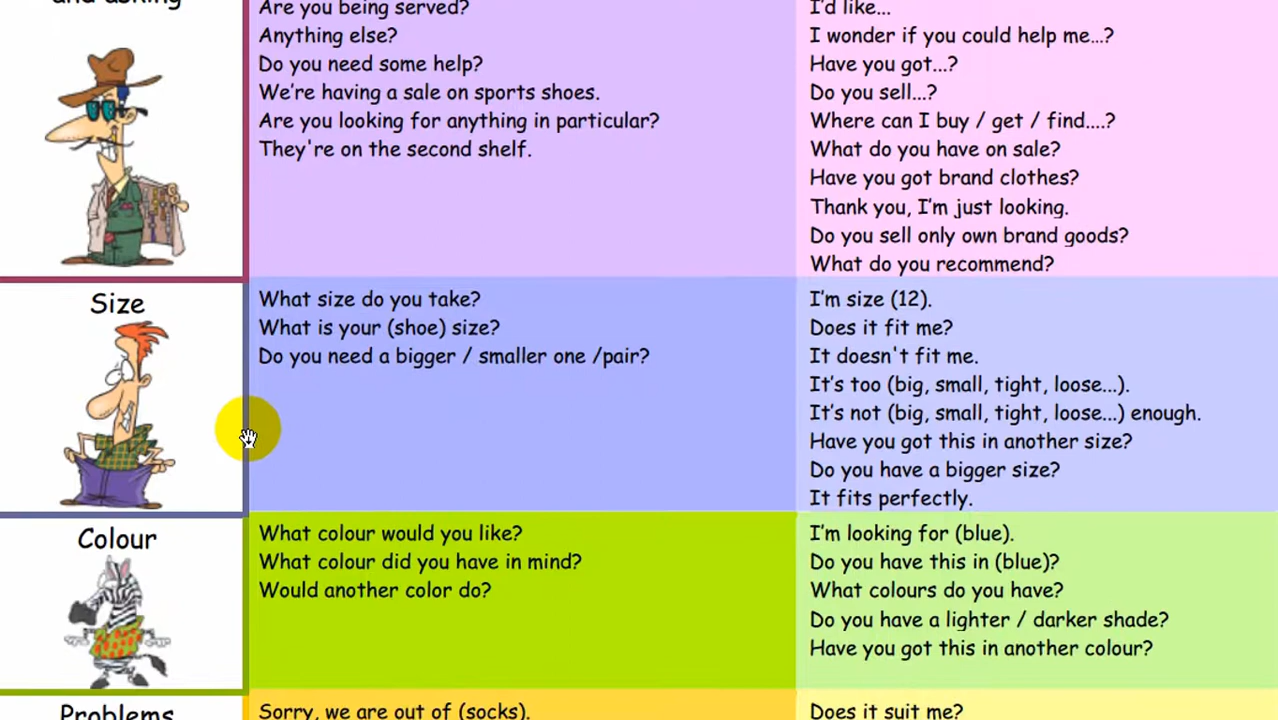 and asking
Are you being served?
Anything else?
Do you need some help?
We're having a sale on sports shoes.
Are you looking for anything in particular?
They're on the second shelf.
I'd like...
I wonder if you could help me...?
Have you got...?
Do you sell...?
Where can I buy / get / find....?
What do you have on sale?
Have you got brand clothes?
Thank you, I'm just looking.
Do you sell only own brand goods?
What do you recommend?
Size
What size do you take?
What is your (shoe) size?
Do you need a bigger / smaller one /pair?
I'm size (12).
Does it fit me?
It doesn't fit me.
It's too (big, small, tight, loose...).
It's not (big, small, tight, loose...) enough.
Have you got this in another size?
Do you have a bigger size?
It fits perfectly.
Colour
What colour would you like?
What colour did you have in mind?
Would another color do?
I'm looking for (blue).
Do you have this in (blue)?
What colours do you have?
Do you have a lighter / darker shade?
Have you got this in another colour?
Problems
Sorry, we are out of (socks).
Does it suit me?